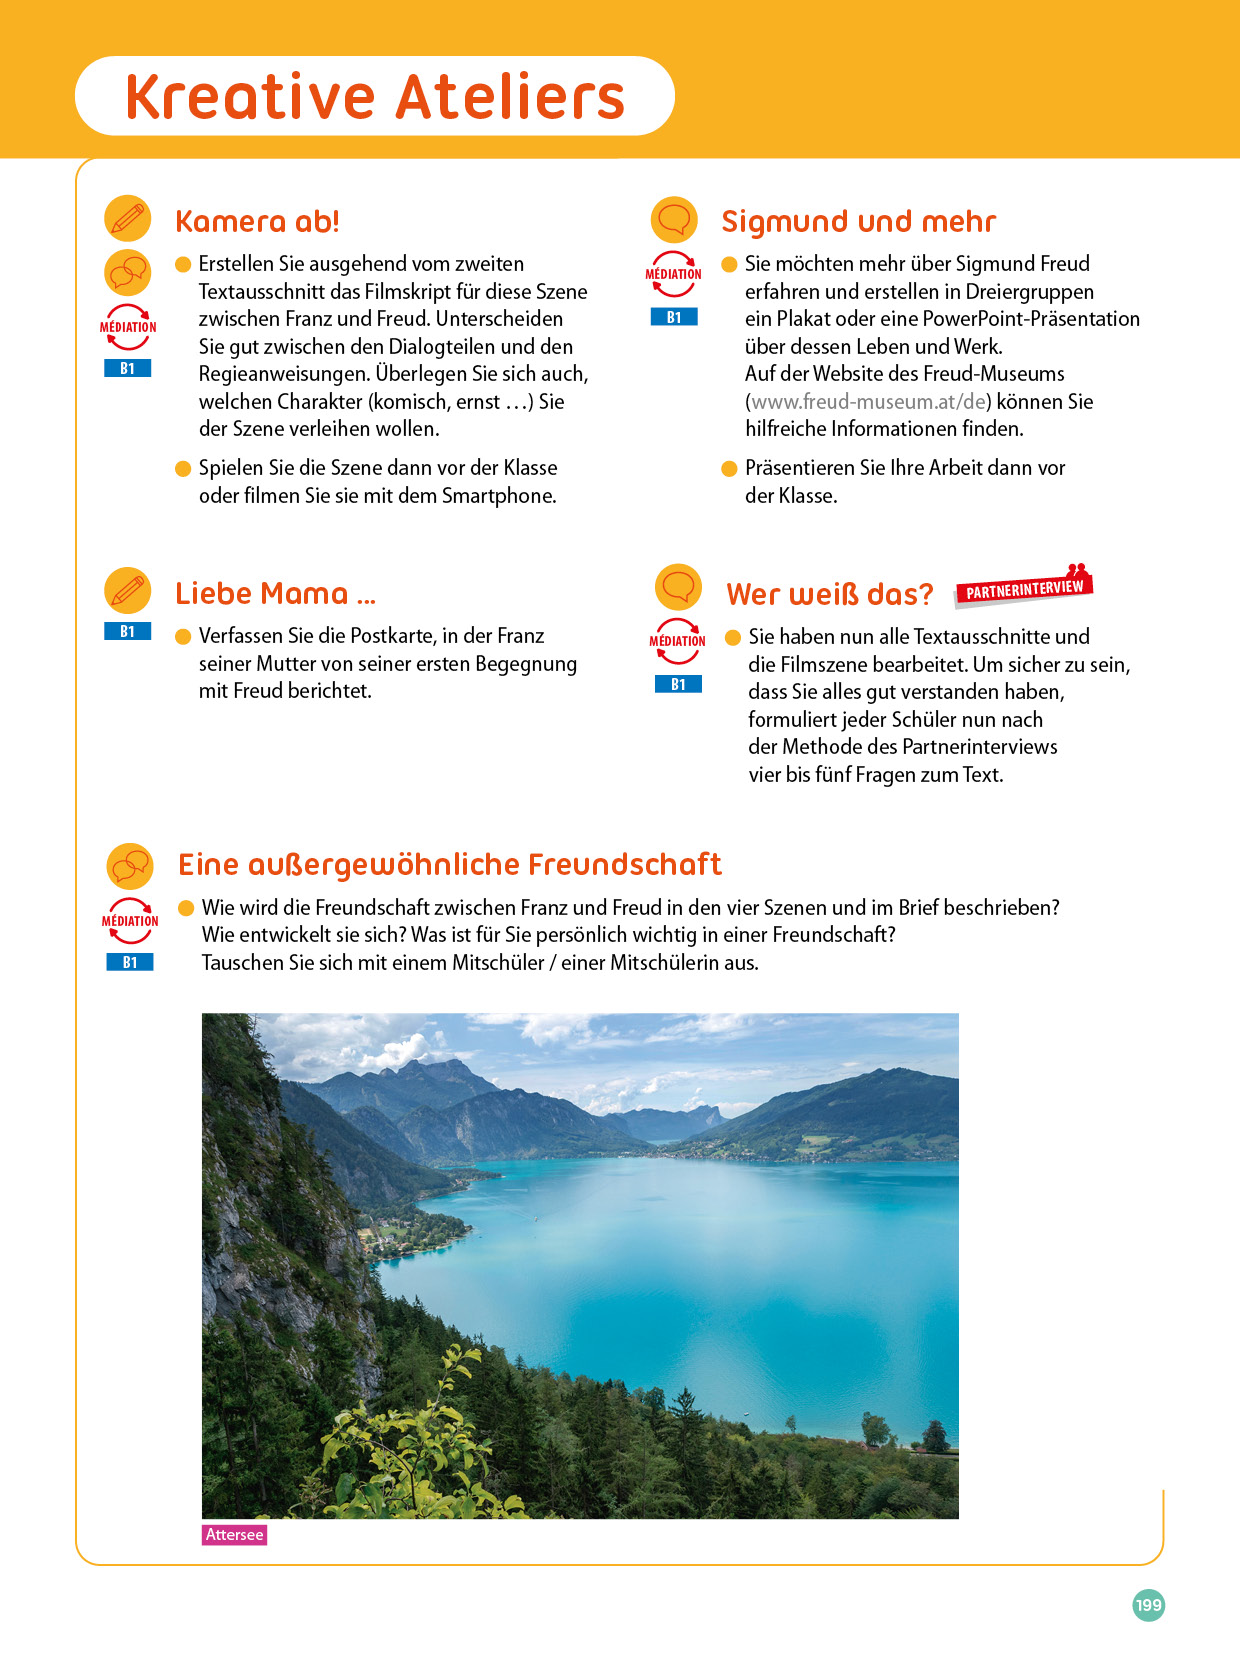 Kreative Ateliers
Kamera ab!
MÉDIATION
B1
Erstellen Sie ausgehend vom zweiten
Textausschnitt das Filmskript für diese Szene
zwischen Franz und Freud. Unterscheiden
Sie gut zwischen den Dialogteilen und den
Regieanweisungen. Überlegen Sie sich auch,
welchen Charakter (komisch, ernst …) Sie
der Szene verleihen wollen.
Spielen Sie die Szene dann vor der Klasse
oder filmen Sie sie mit dem Smartphone.
Sigmund und mehr
MÉDIATION
B1
Sie möchten mehr über Sigmund Freud
erfahren und erstellen in Dreiergruppen
ein Plakat oder eine PowerPoint-Präsentation
über dessen Leben und Werk.
Auf der Website des Freud-Museums
(www.freud-museum.at/de) können Sie
hilfreiche Informationen finden.
Präsentieren Sie Ihre Arbeit dann vor
der Klasse.
Liebe Mama ...
B1
Verfassen Sie die Postkarte, in der Franz
seiner Mutter von seiner ersten Begegnung
mit Freud berichtet.
Wer weiß das?
PARTNERINTERVIEW
MÉDIATION
B1
Sie haben nun alle Textausschnitte und
die Filmszene bearbeitet. Um sicher zu sein,
dass Sie alles gut verstanden haben,
formuliert jeder Schüler nun nach
der Methode des Partnerinterviews
vier bis fünf Fragen zum Text.
Eine außergewöhnliche Freundschaft
MÉDIATION
B1
Wie wird die Freundschaft zwischen Franz und Freud in den vier Szenen und im Brief beschrieben?
Wie entwickelt sie sich? Was ist für Sie persönlich wichtig in einer Freundschaft?
Tauschen Sie sich mit einem Mitschüler / einer Mitschülerin aus.
Attersee
199